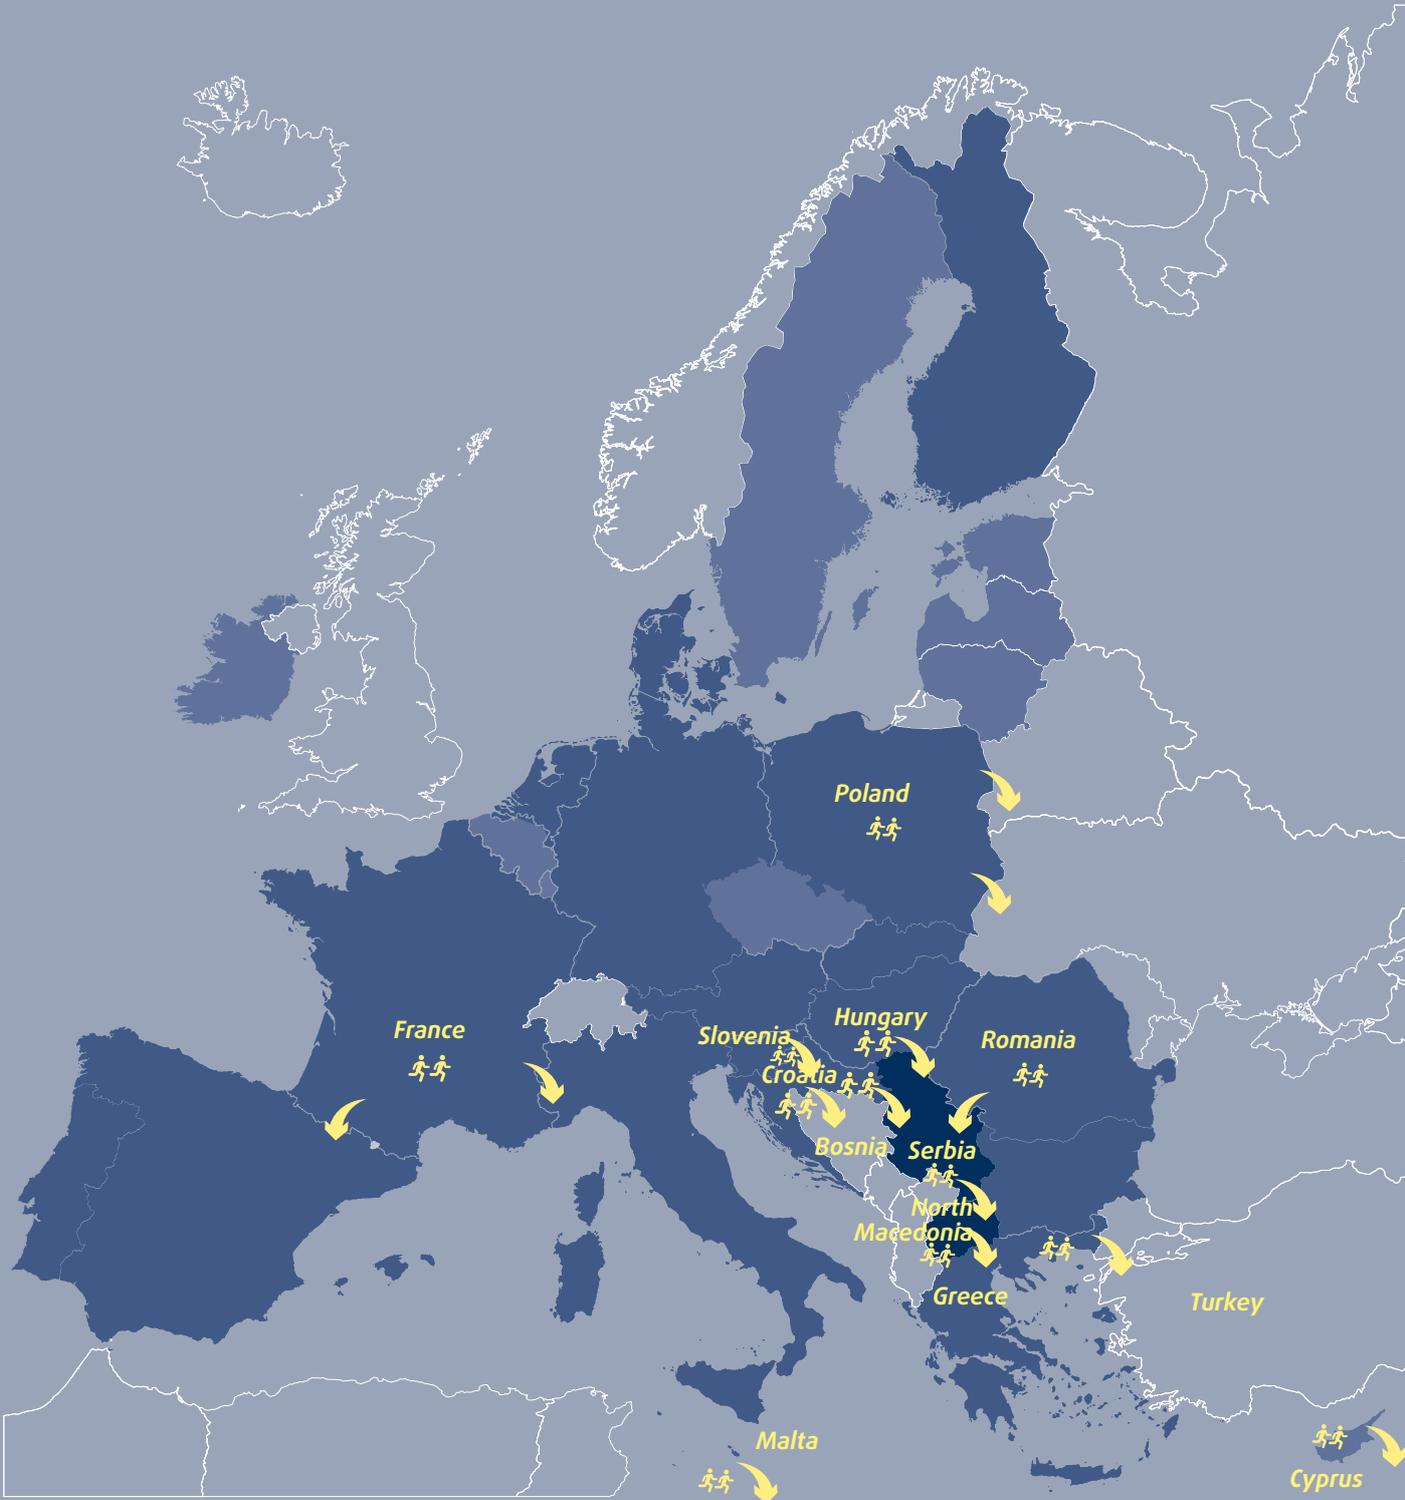 Poland
Hungary
France
Slovenia
Romania
Croatia
Bosnia
Serbia
North
Macedonia
Greece
Turkey
Malta
Cyprus